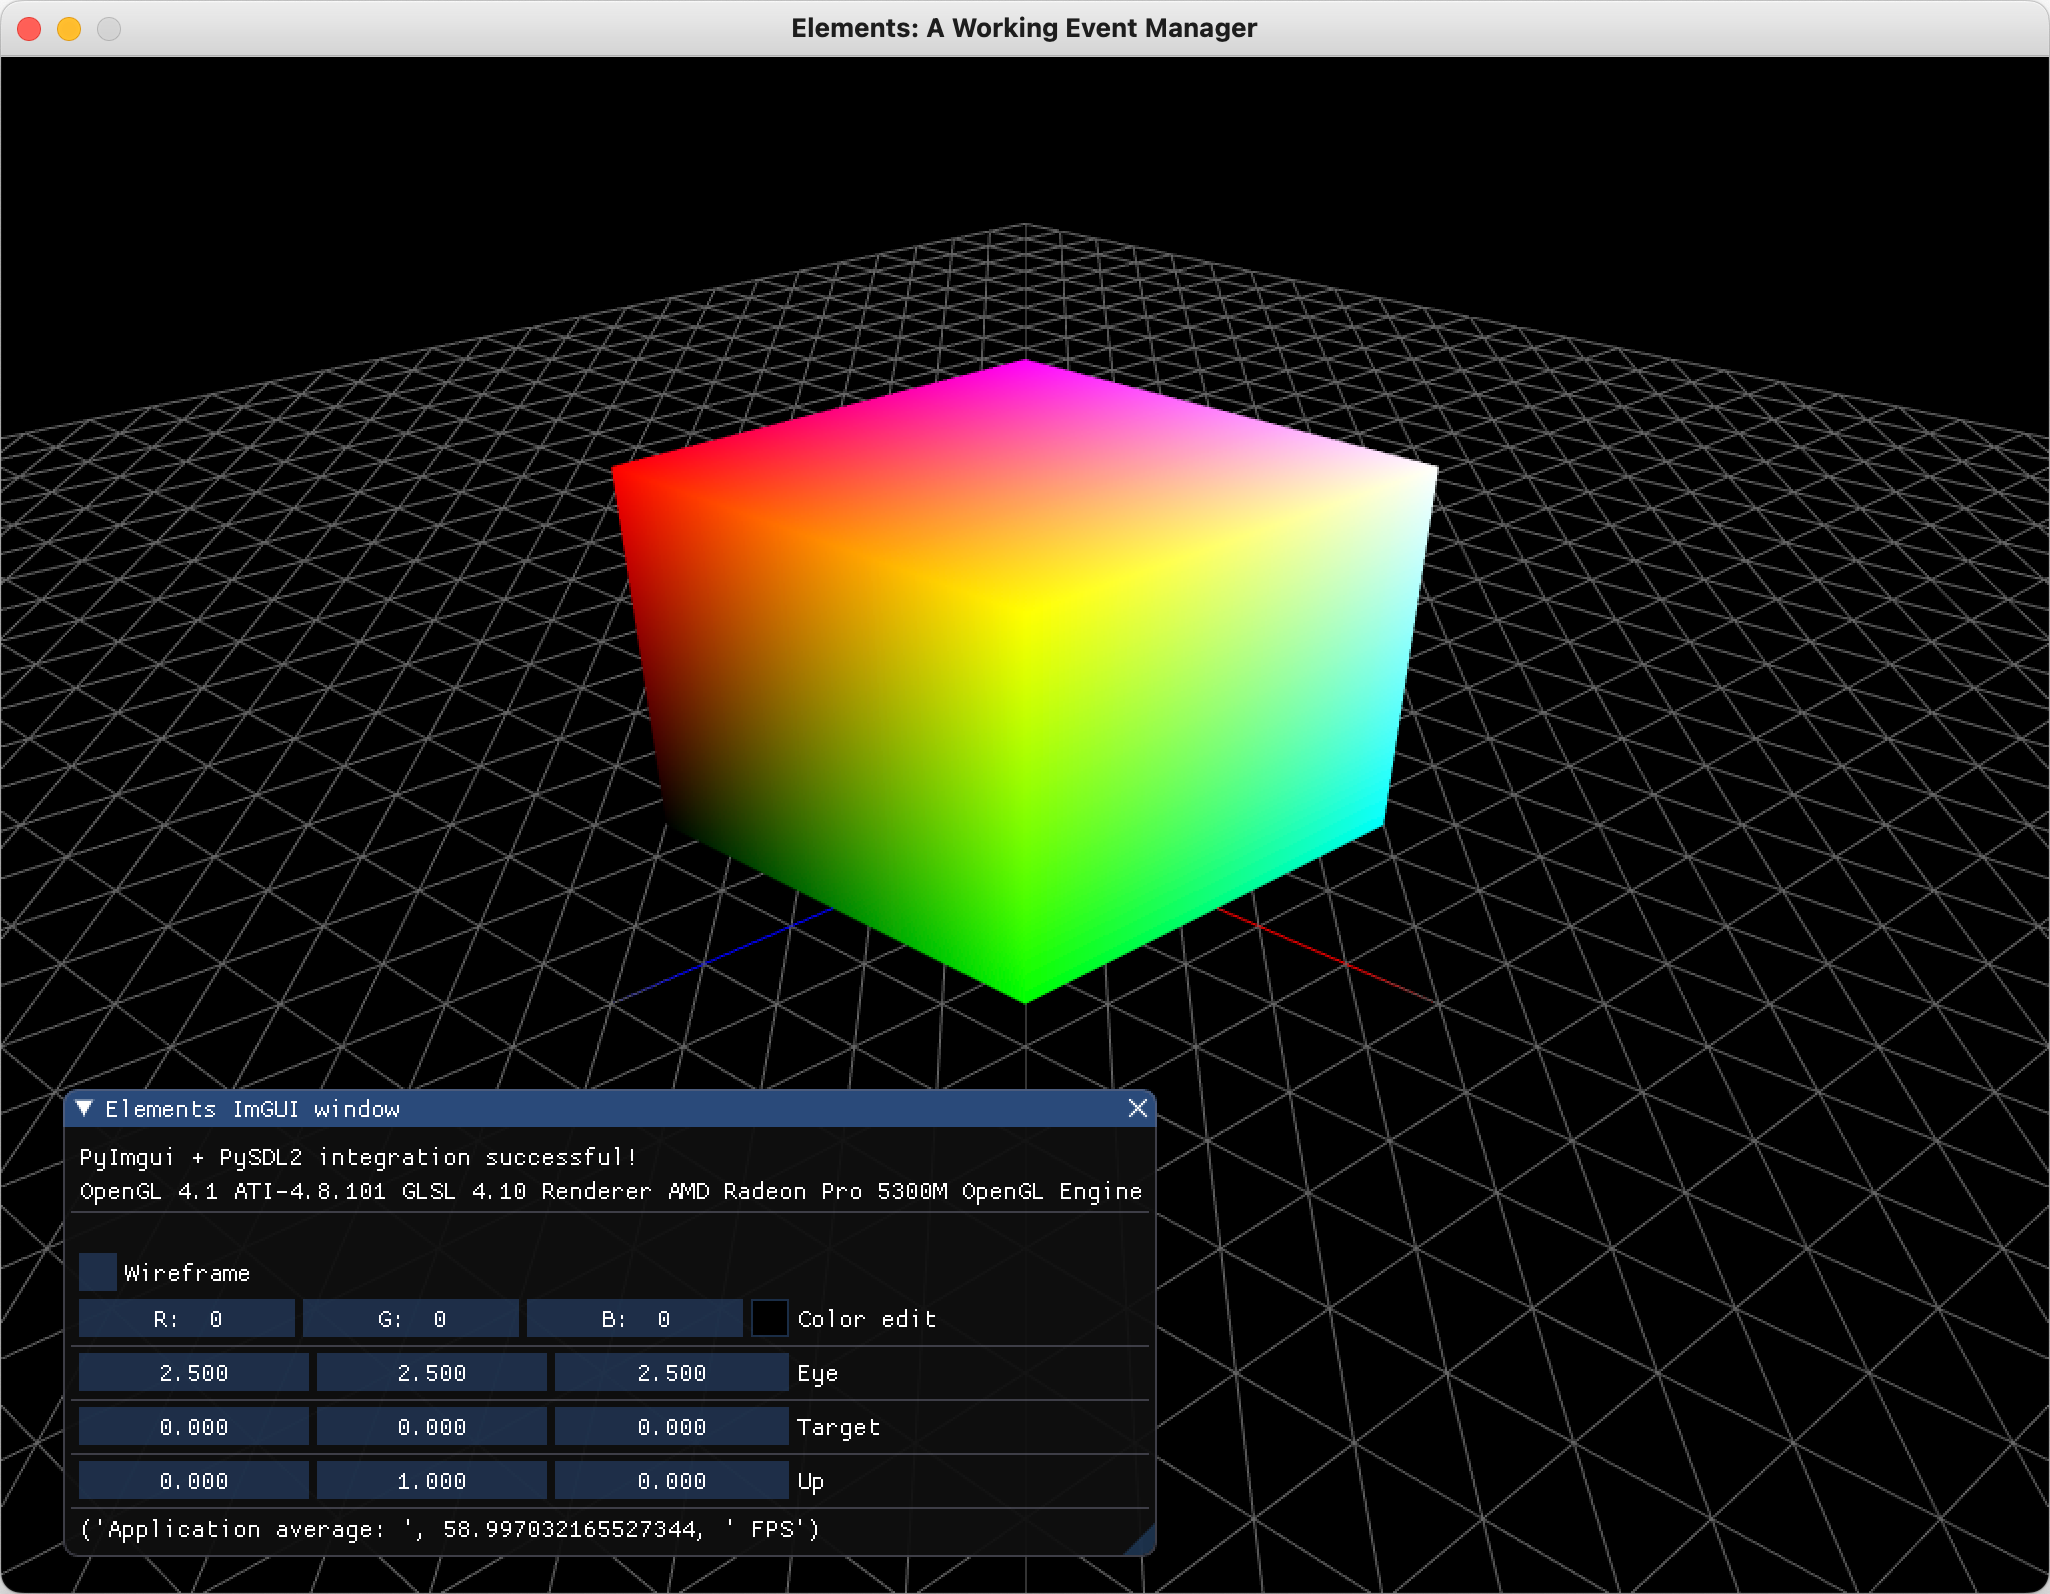 Elements: A Working Event Manager
Elements ImGUI window
PyImgui + PySDL2 integration successful!
OpenGL 4.1 ATI-4.8.101 GLSL 4.10 Renderer AMD Radeon Pro 5300M OpenGL Engine
Wireframe
R: 0 G: 0 B: 0 Color edit
2.500 2.500 2.500 Eye
0.000 0.000 0.000 Target
0.000 1.000 0.000 Up
('Application average: ', 58.997032165527344, ' FPS')